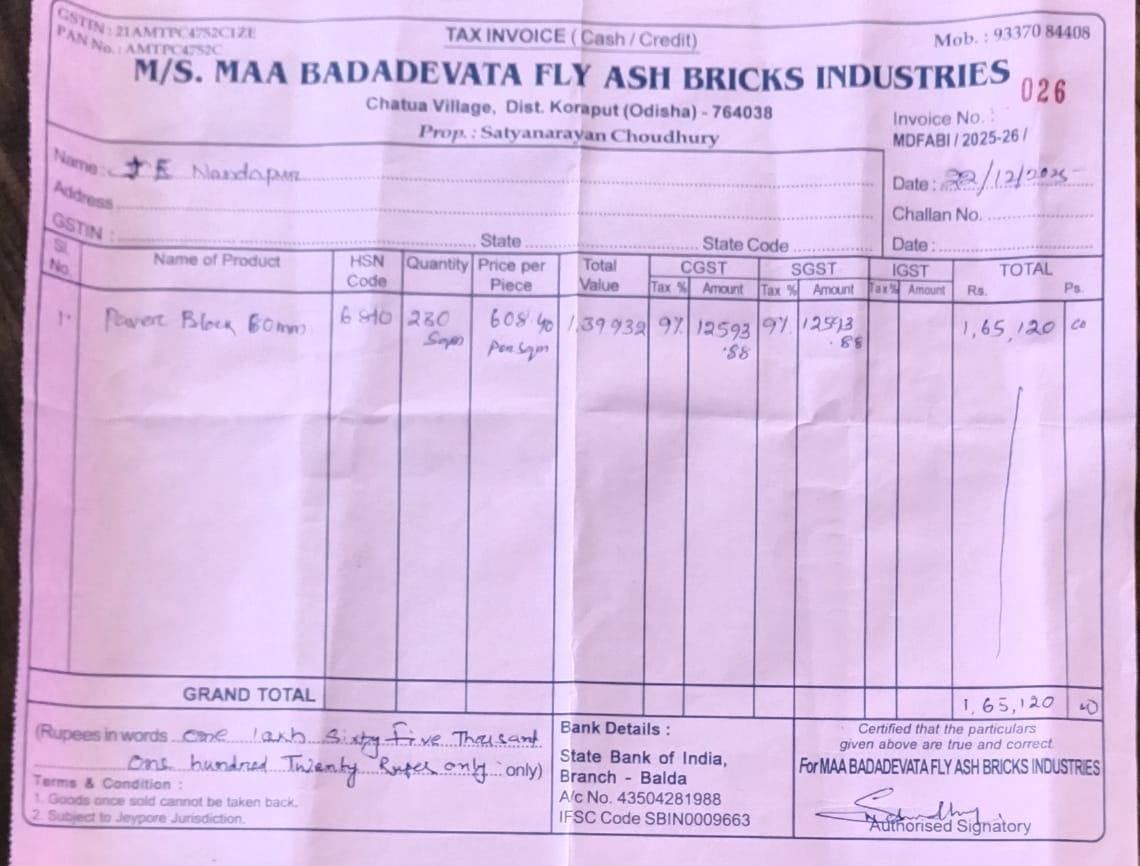 GSTIN : 21AMTPC4752C1ZE
PAN No. : AMTPC4752C
TAX INVOICE ( Cash / Credit)
Mob. : 93370 84408
M/S. MAA BADADEVATA FLY ASH BRICKS INDUSTRIES
026
Chatua Village, Dist. Koraput (Odisha) - 764038
Prop. : Satyanarayan Choudhury
Invoice No. :
MDFABI / 2025-26 /
Name : J E Nandapur
Date : 22/12/2025
Address
Challan No.
GSTIN : State State Code Date :
Sl. No. Name of Product HSN Code Quantity Price per Piece Total Value CGST SGST IGST TOTAL
Tax % Amount Tax % Amount Tax % Amount Rs. Ps.
1. Block 80mm 6810 230 608.40 1,39932 9% 12593 9% 12593 1,65,120
Sqm Per Sqm .88 .88
GRAND TOTAL 1,65,120
(Rupees in words one lakh Sixty five Thousand
One hundred Twenty Rupes only only)
Terms & Condition :
1. Goods once sold cannot be taken back.
2. Subject to Jeypore Jurisdiction.
Bank Details :
State Bank of India,
Branch - Balda
A/c No. 43504281988
IFSC Code SBIN0009663
Certified that the particulars
given above are true and correct.
For MAA BADADEVATA FLY ASH BRICKS INDUSTRIES
Authorised Signatory